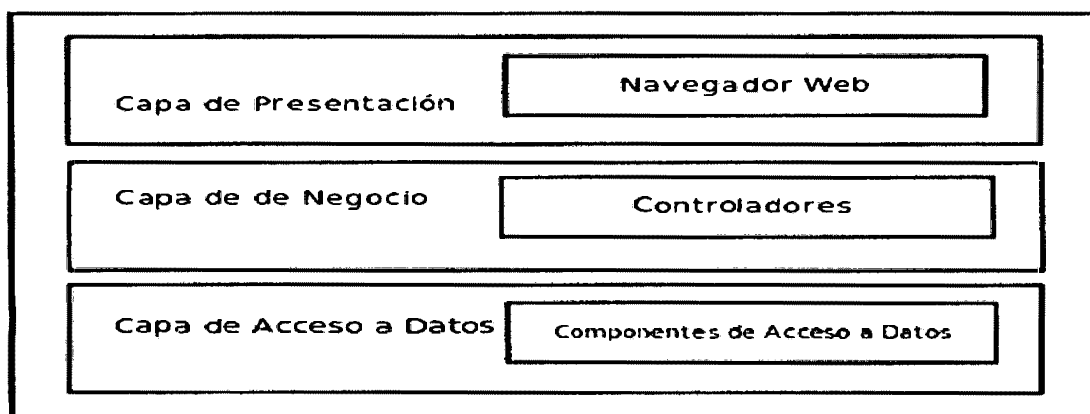 Navegador Web
Capa de Presentación
Capa de de Negocio
Controladores
Capa de Acceso a Datos
Componentes de Acceso a Datos